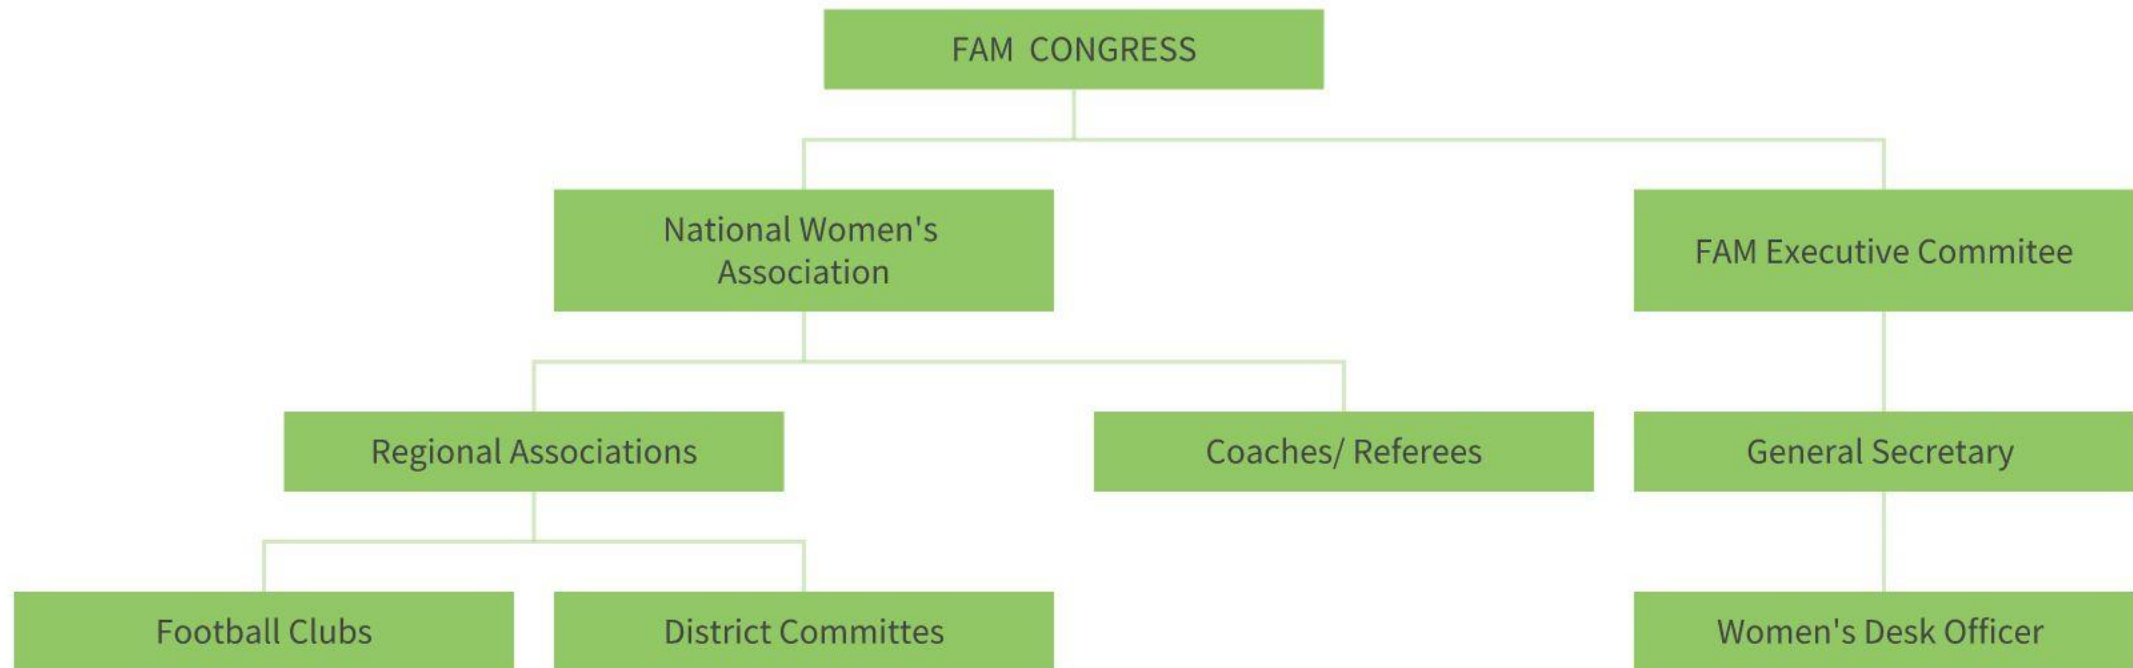 FAM  CONGRESS
National Women's
Association
FAM Executive Commitee
Regional Associations
Coaches/ Referees
General Secretary
Football Clubs
District Committes
Women's Desk Officer